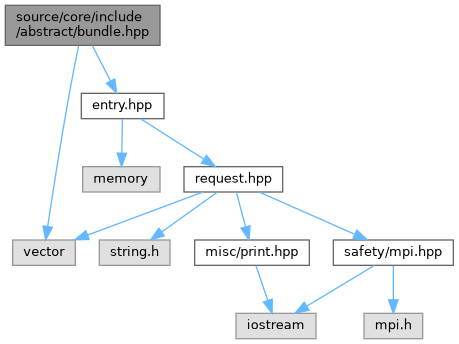 source/core/include
/abstract/bundle.hpp
entry.hpp
memory
request.hpp
vector
string.h
misc/print.hpp
safety/mpi.hpp
iostream
mpi.h